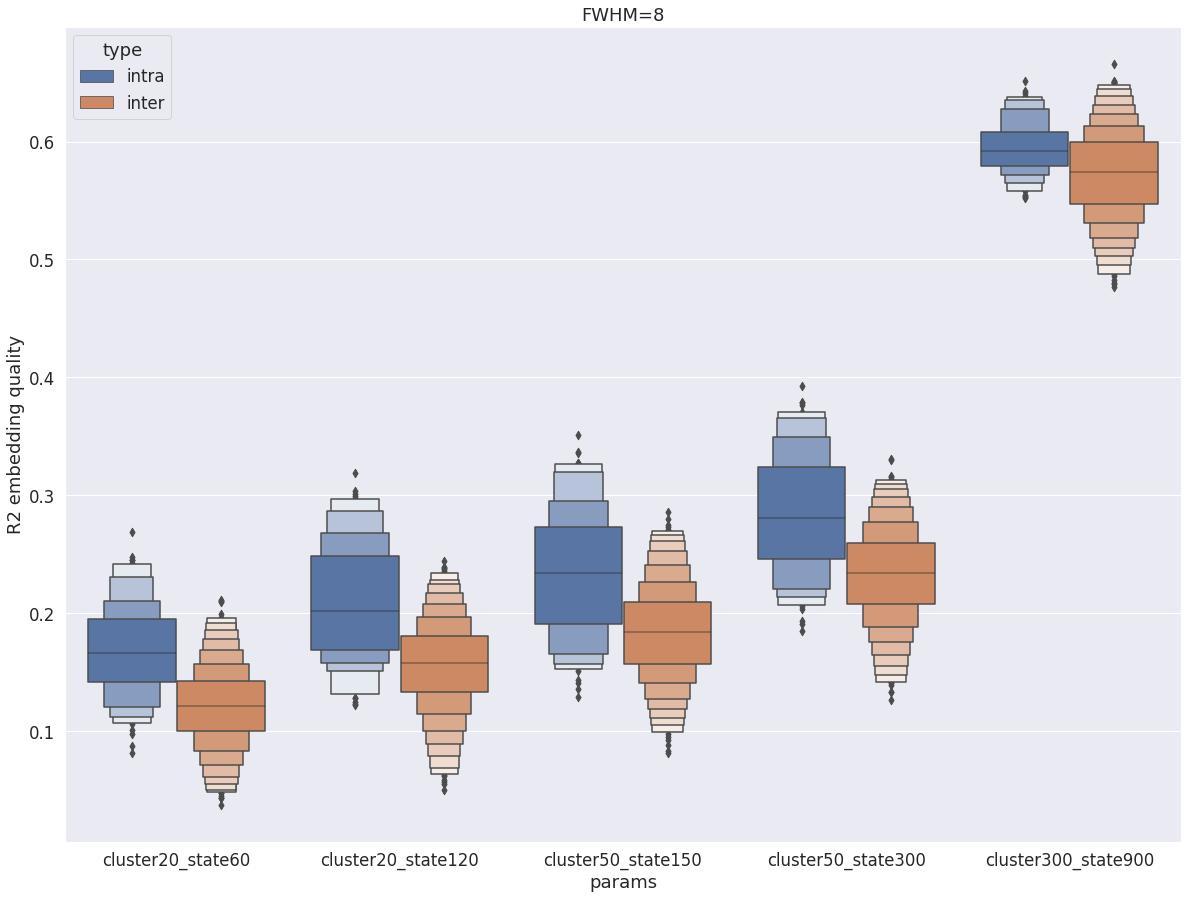 FWHM=8
type
intra
inter
0.6
0.5
0.4
0.3
0.2
0.1
R2 embedding quality
cluster20_state60 cluster20_state120 cluster50_state150 cluster50_state300 cluster300_state900
params